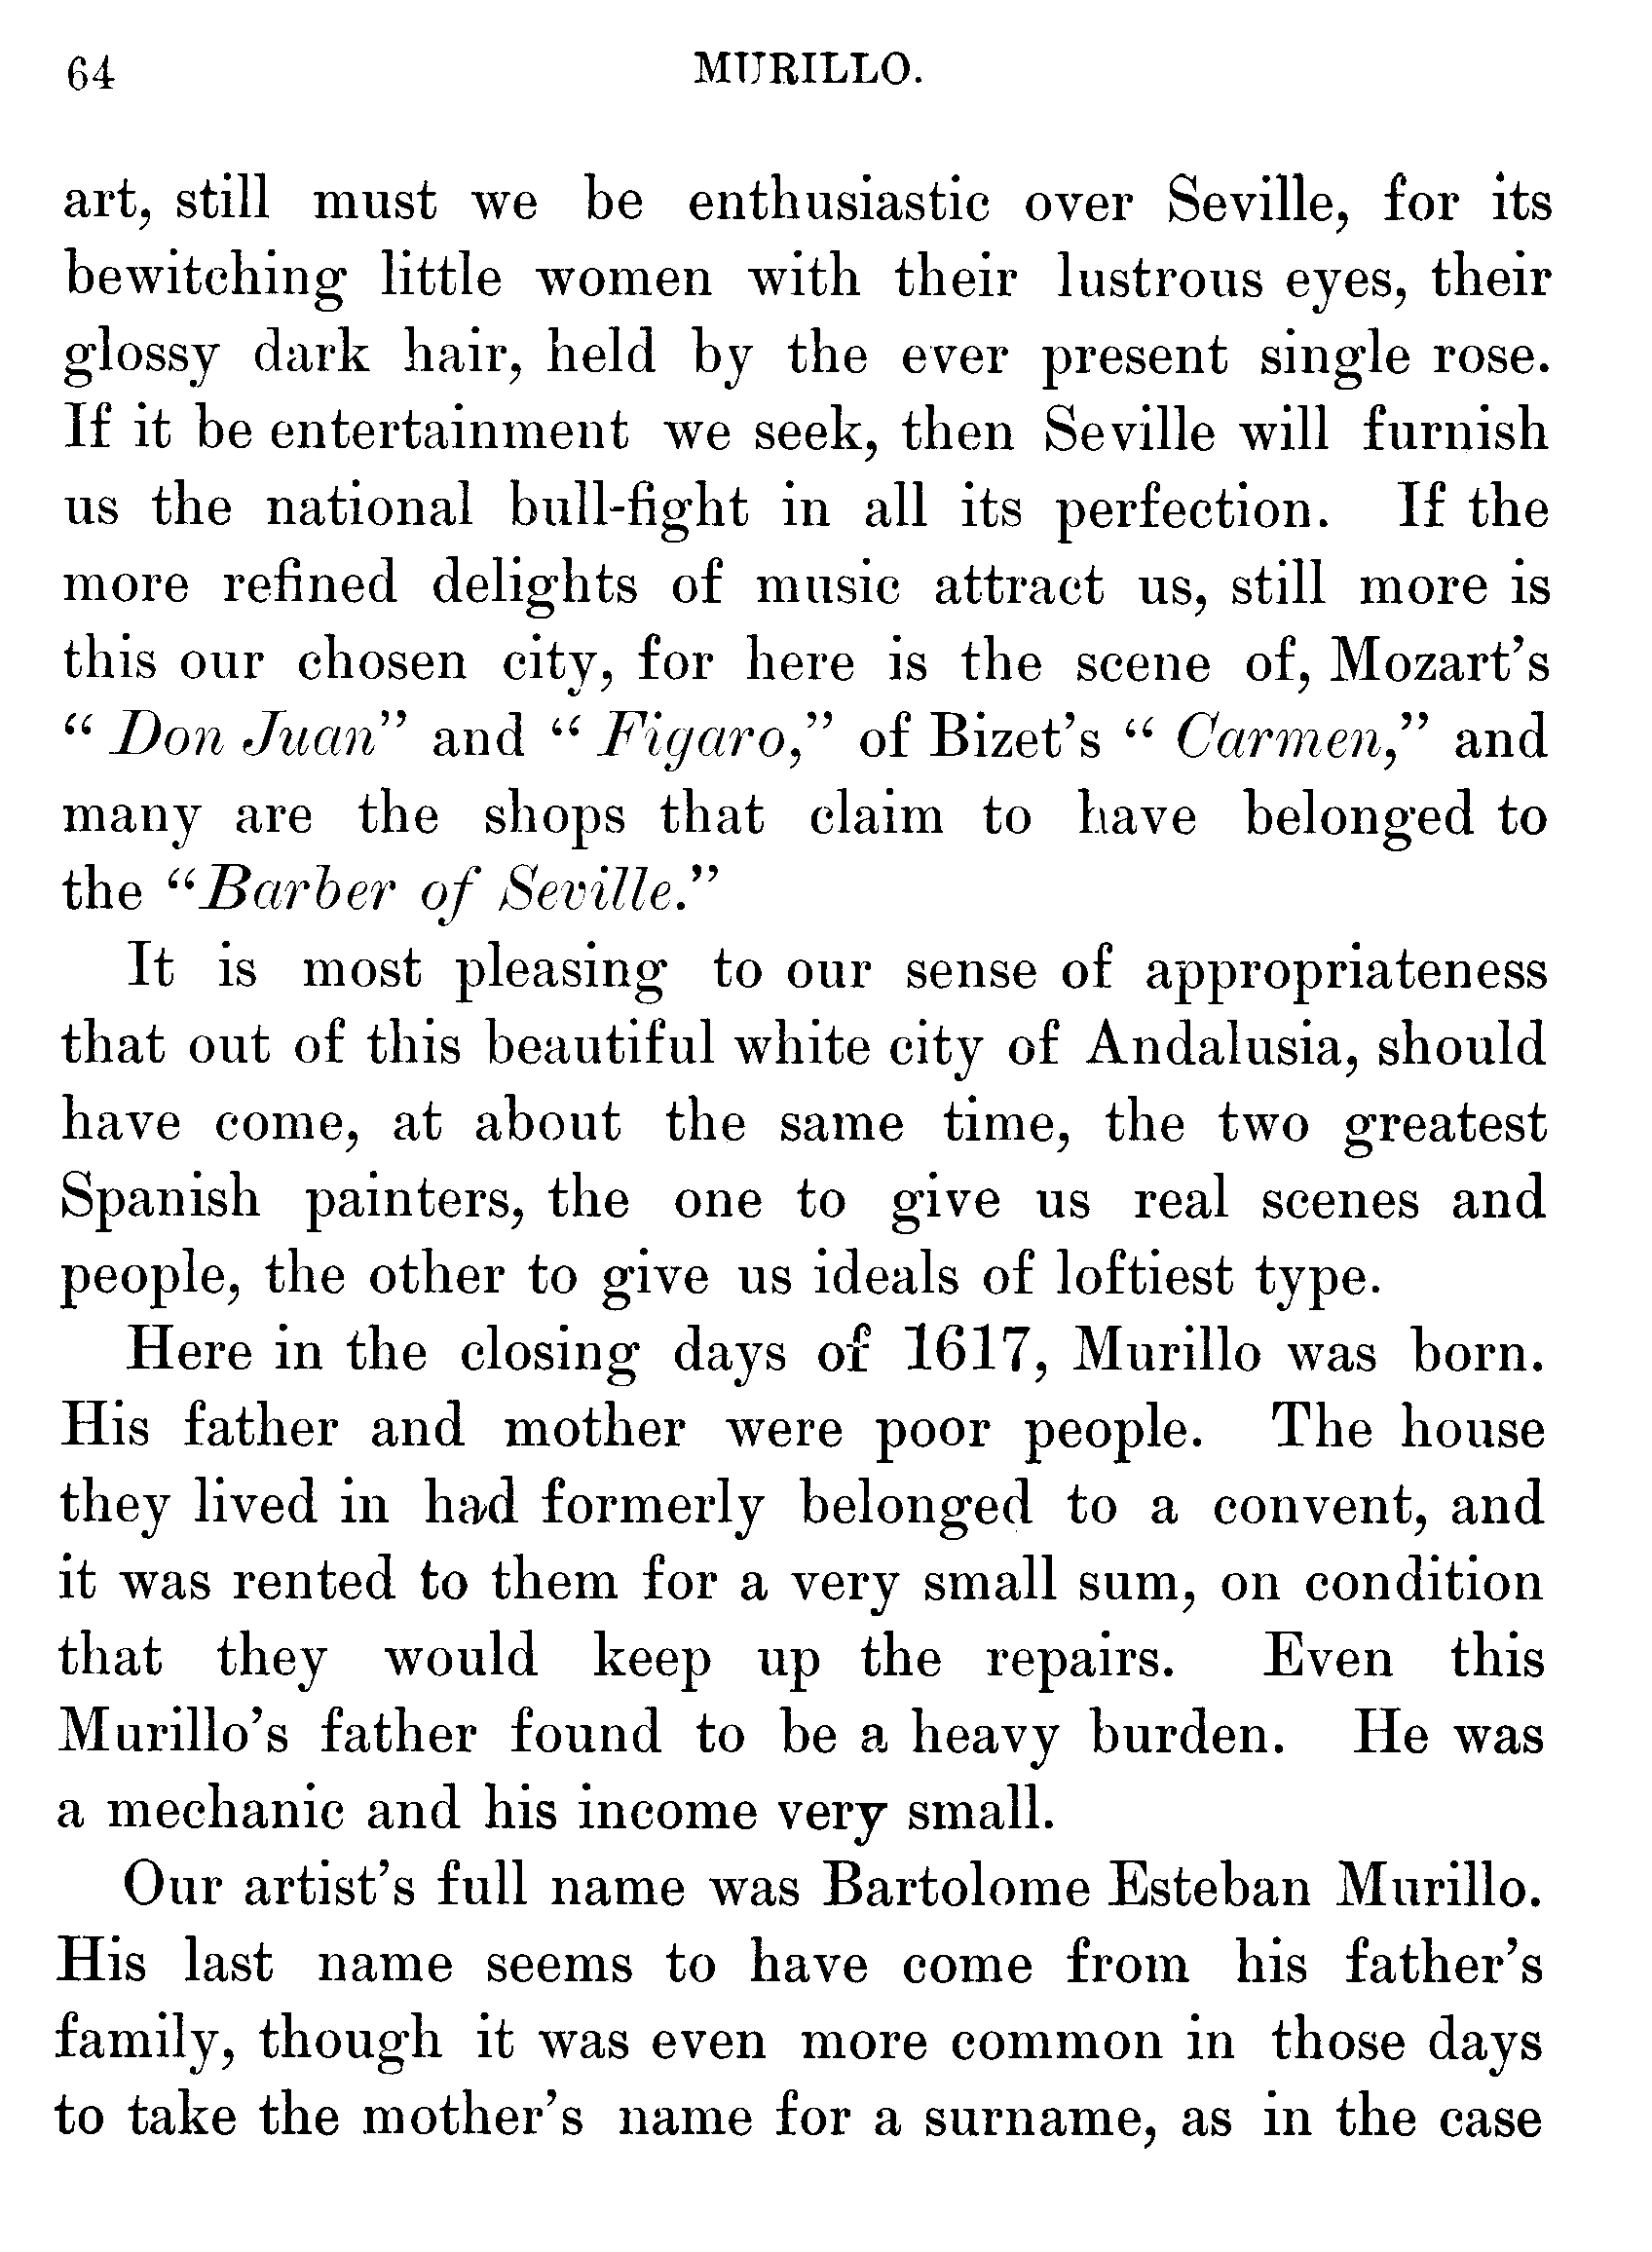 64 MURILLO.
art, still must we be enthusiastic over Seville, for its
bewitching little women with their lustrous eyes, their
glossy dark hair, held by the ever present single rose.
If it be entertainment we seek, then Seville will furnish
us the national bull-fight in all its perfection. If the
more refined delights of music attract us, still more is
this our chosen city, for here is the scene of, Mozart's
“ Don Juan” and “ Figaro,” of Bizet's “ Carmen,” and
many are the shops that claim to have belonged to
the “Barber of Seville.”
It is most pleasing to our sense of appropriateness
that out of this beautiful white city of Andalusia, should
have come, at about the same time, the two greatest
Spanish painters, the one to give us real scenes and
people, the other to give us ideals of loftiest type.
Here in the closing days of 1617, Murillo was born.
His father and mother were poor people. The house
they lived in had formerly belonged to a convent, and
it was rented to them for a very small sum, on condition
that they would keep up the repairs. Even this
Murillo's father found to be a heavy burden. He was
a mechanic and his income very small.
Our artist's full name was Bartolome Esteban Murillo.
His last name seems to have come from his father's
family, though it was even more common in those days
to take the mother's name for a surname, as in the case